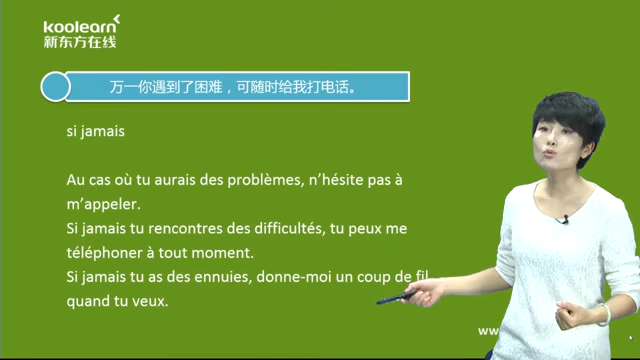 koolearn
新东方在线
万一你遇到了困难，可随时给我打电话。
si jamais
Au cas où tu aurais des problèmes, n’hésite pas à
m’appeler.
Si jamais tu rencontres des difficultés, tu peux me
téléphoner à tout moment.
Si jamais tu as des ennuies, donne-moi un coup de fil
quand tu veux.
www.